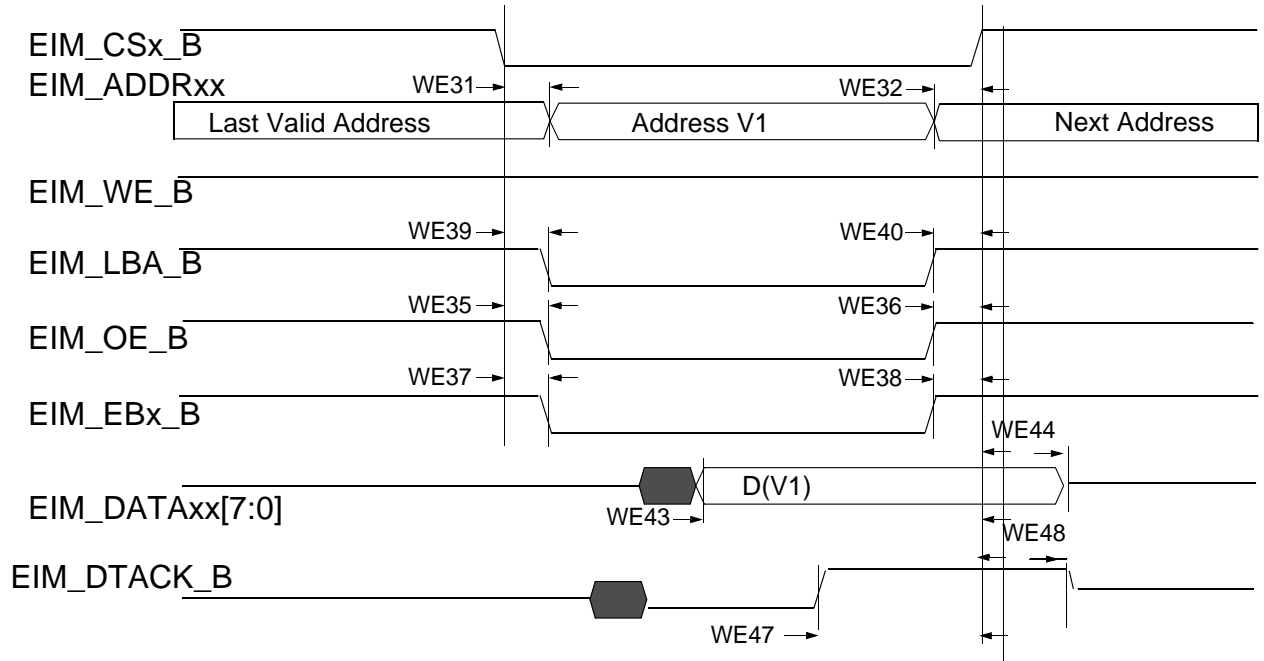 EIM_CSx_B
EIM_ADDRxx
WE31
WE32
Last Valid Address
Address V1
Next Address
EIM_WE_B
WE39
WE40
EIM_LBA_B
WE35
WE36
EIM_OE_B
WE37
WE38
EIM_EBx_B
WE44
D(V1)
EIM_DATAxx[7:0]
WE43
WE48
EIM_DTACK_B
WE47